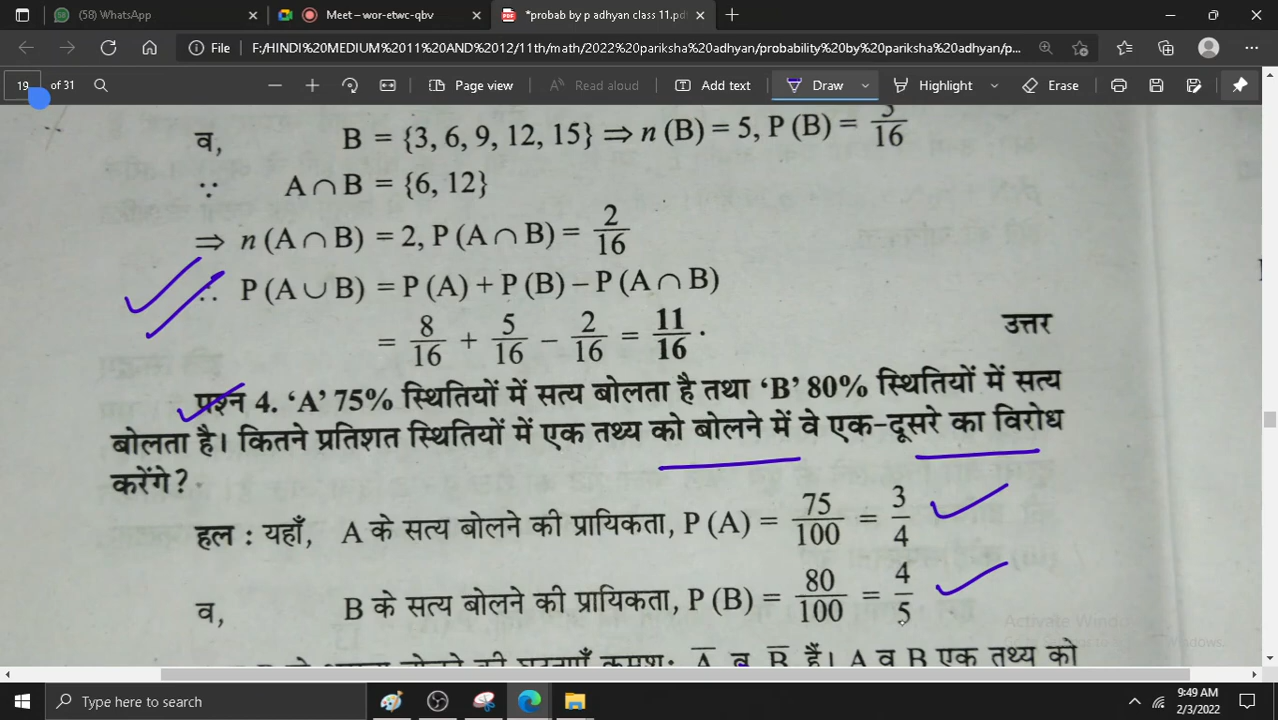 (58) WhatsApp
Meet – wor-etwc-qbv
*probab by p adhyan class 11.pdf
File
F:/HINDI%20MEDIUM%2011%20AND%2012/11th/math/2022%20pariksha%20adhyan/probability%20by%20pariksha%20adhyan/p...
19 of 31
Page view
Read aloud
Add text
Draw
Highlight
Erase
व, B = {3, 6, 9, 12, 15} ⇒ n (B) = 5, P (B) = 5/16
∵ A ∩ B = {6, 12}
⇒ n (A ∩ B) = 2, P (A ∩ B) = 2/16
∴ P (A ∪ B) = P (A) + P (B) – P (A ∩ B)
= 8/16 + 5/16 – 2/16 = 11/16 . उत्तर
प्रश्न 4. ‘A’ 75% स्थितियों में सत्य बोलता है तथा ‘B’ 80% स्थितियों में सत्य
बोलता है। कितने प्रतिशत स्थितियों में एक तथ्य को बोलने में वे एक-दूसरे का विरोध
करेंगे?
हल : यहाँ, A के सत्य बोलने की प्रायिकता, P (A) = 75/100 = 3/4
व, B के सत्य बोलने की प्रायिकता, P (B) = 80/100 = 4/5
की घटनाएँ क्रमशः A̅ व B̅ हैं। A व B एक तथ्य को
Type here to search
9:49 AM
2/3/2022